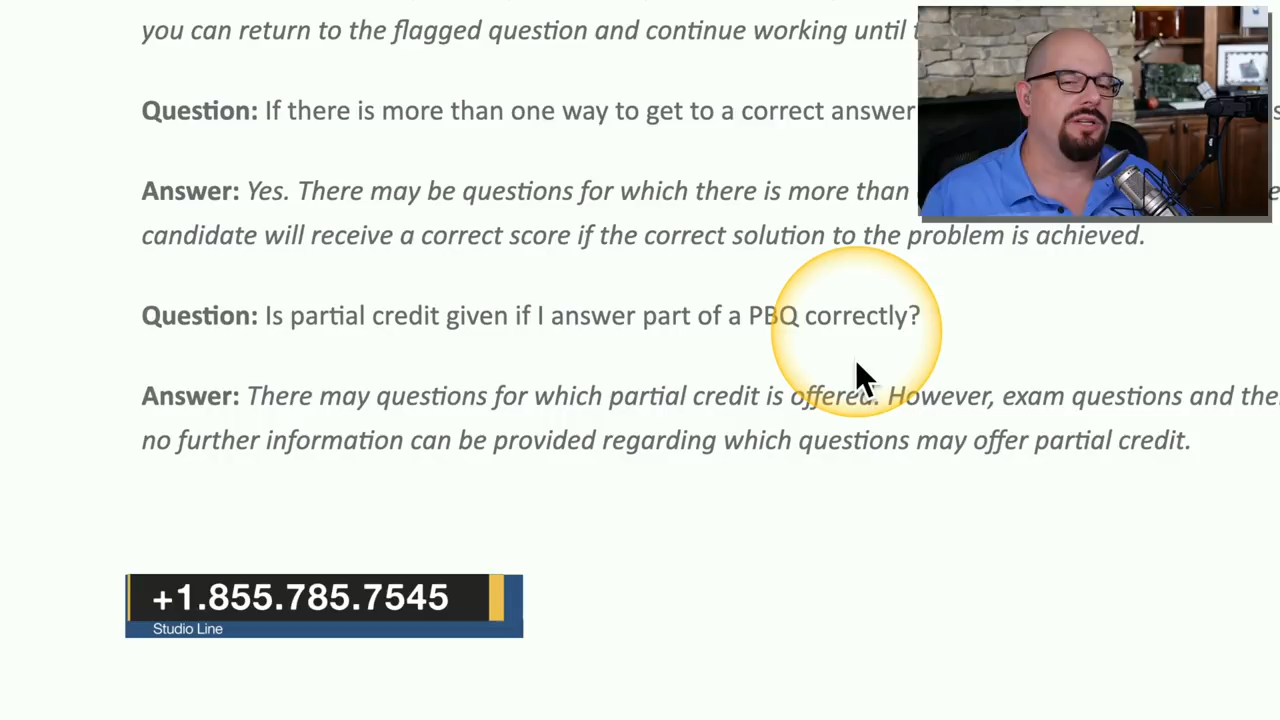 you can return to the flagged question and continue working until
Question: If there is more than one way to get to a correct answer
Answer: Yes. There may be questions for which there is more than
candidate will receive a correct score if the correct solution to the problem is achieved.
Question: Is partial credit given if I answer part of a PBQ correctly?
Answer: There may questions for which partial credit is offered. However, exam questions and
no further information can be provided regarding which questions may offer partial credit.
+1.855.785.7545
Studio Line